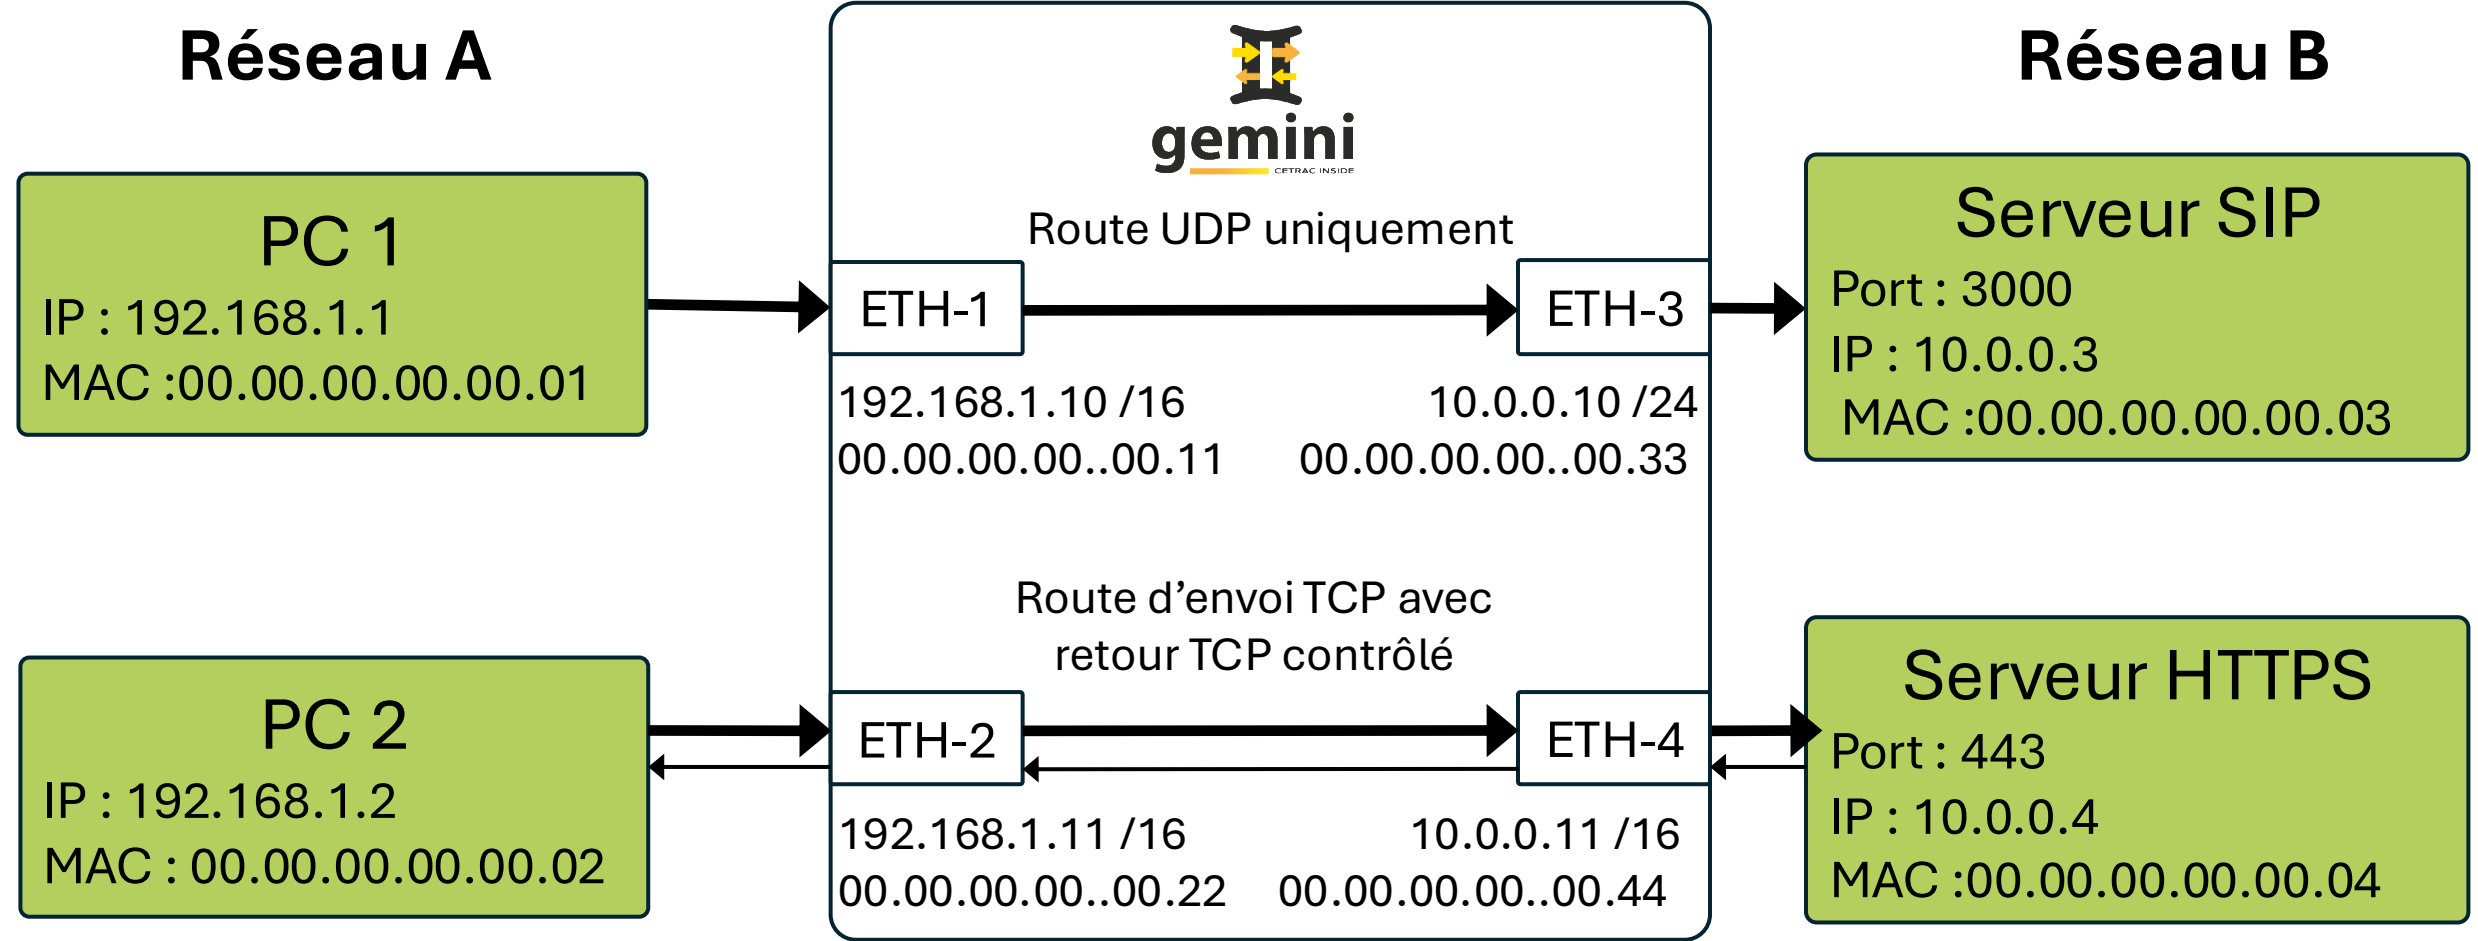 Réseau A
Réseau B
gemini
CETRAC INSIDE
PC 1
IP : 192.168.1.1
MAC :00.00.00.00.00.01
Route UDP uniquement
ETH-1
ETH-3
192.168.1.10 /16
10.0.0.10 /24
00.00.00.00..00.11
00.00.00.00..00.33
Serveur SIP
Port : 3000
IP : 10.0.0.3
MAC :00.00.00.00.00.03
PC 2
IP : 192.168.1.2
MAC : 00.00.00.00.00.02
Route d’envoi TCP avec
retour TCP contrôlé
ETH-2
ETH-4
192.168.1.11 /16
10.0.0.11 /16
00.00.00.00..00.22
00.00.00.00..00.44
Serveur HTTPS
Port : 443
IP : 10.0.0.4
MAC :00.00.00.00.00.04